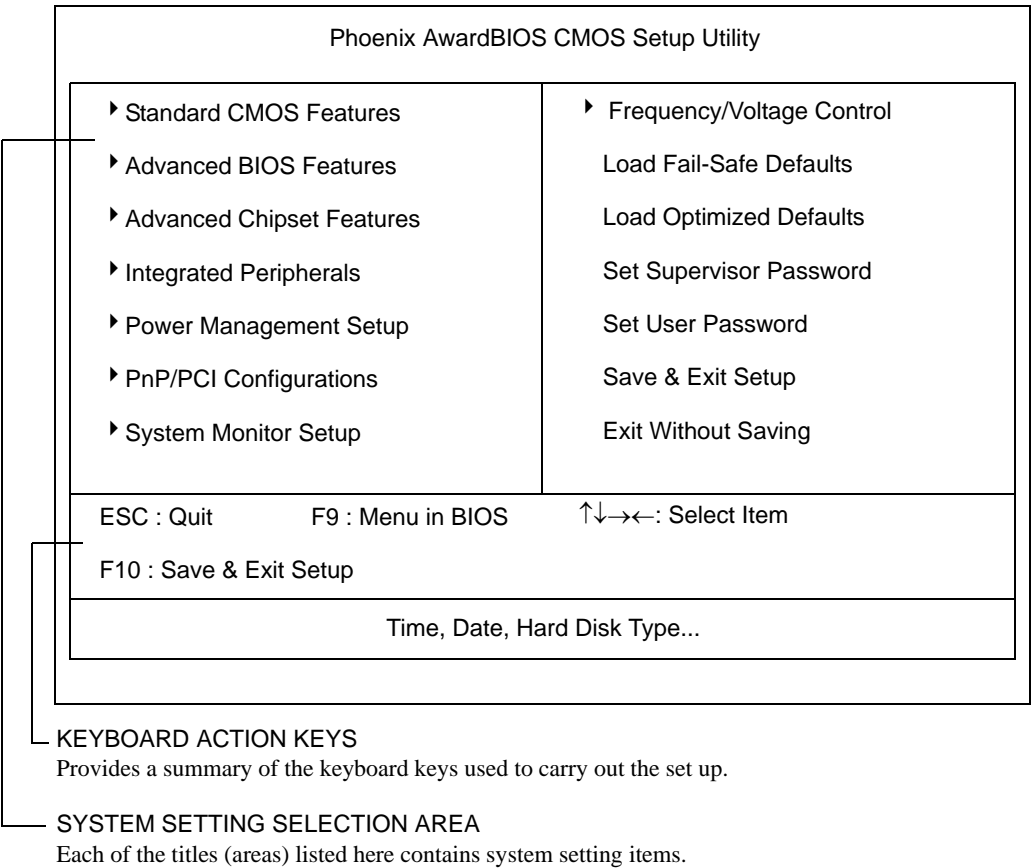 Phoenix AwardBIOS CMOS Setup Utility
Standard CMOS Features
Advanced BIOS Features
Advanced Chipset Features
Integrated Peripherals
Power Management Setup
PnP/PCI Configurations
System Monitor Setup
Frequency/Voltage Control
Load Fail-Safe Defaults
Load Optimized Defaults
Set Supervisor Password
Set User Password
Save & Exit Setup
Exit Without Saving
ESC : Quit F9 : Menu in BIOS ↑↓→←: Select Item
F10 : Save & Exit Setup
Time, Date, Hard Disk Type...
KEYBOARD ACTION KEYS
Provides a summary of the keyboard keys used to carry out the set up.
SYSTEM SETTING SELECTION AREA
Each of the titles (areas) listed here contains system setting items.